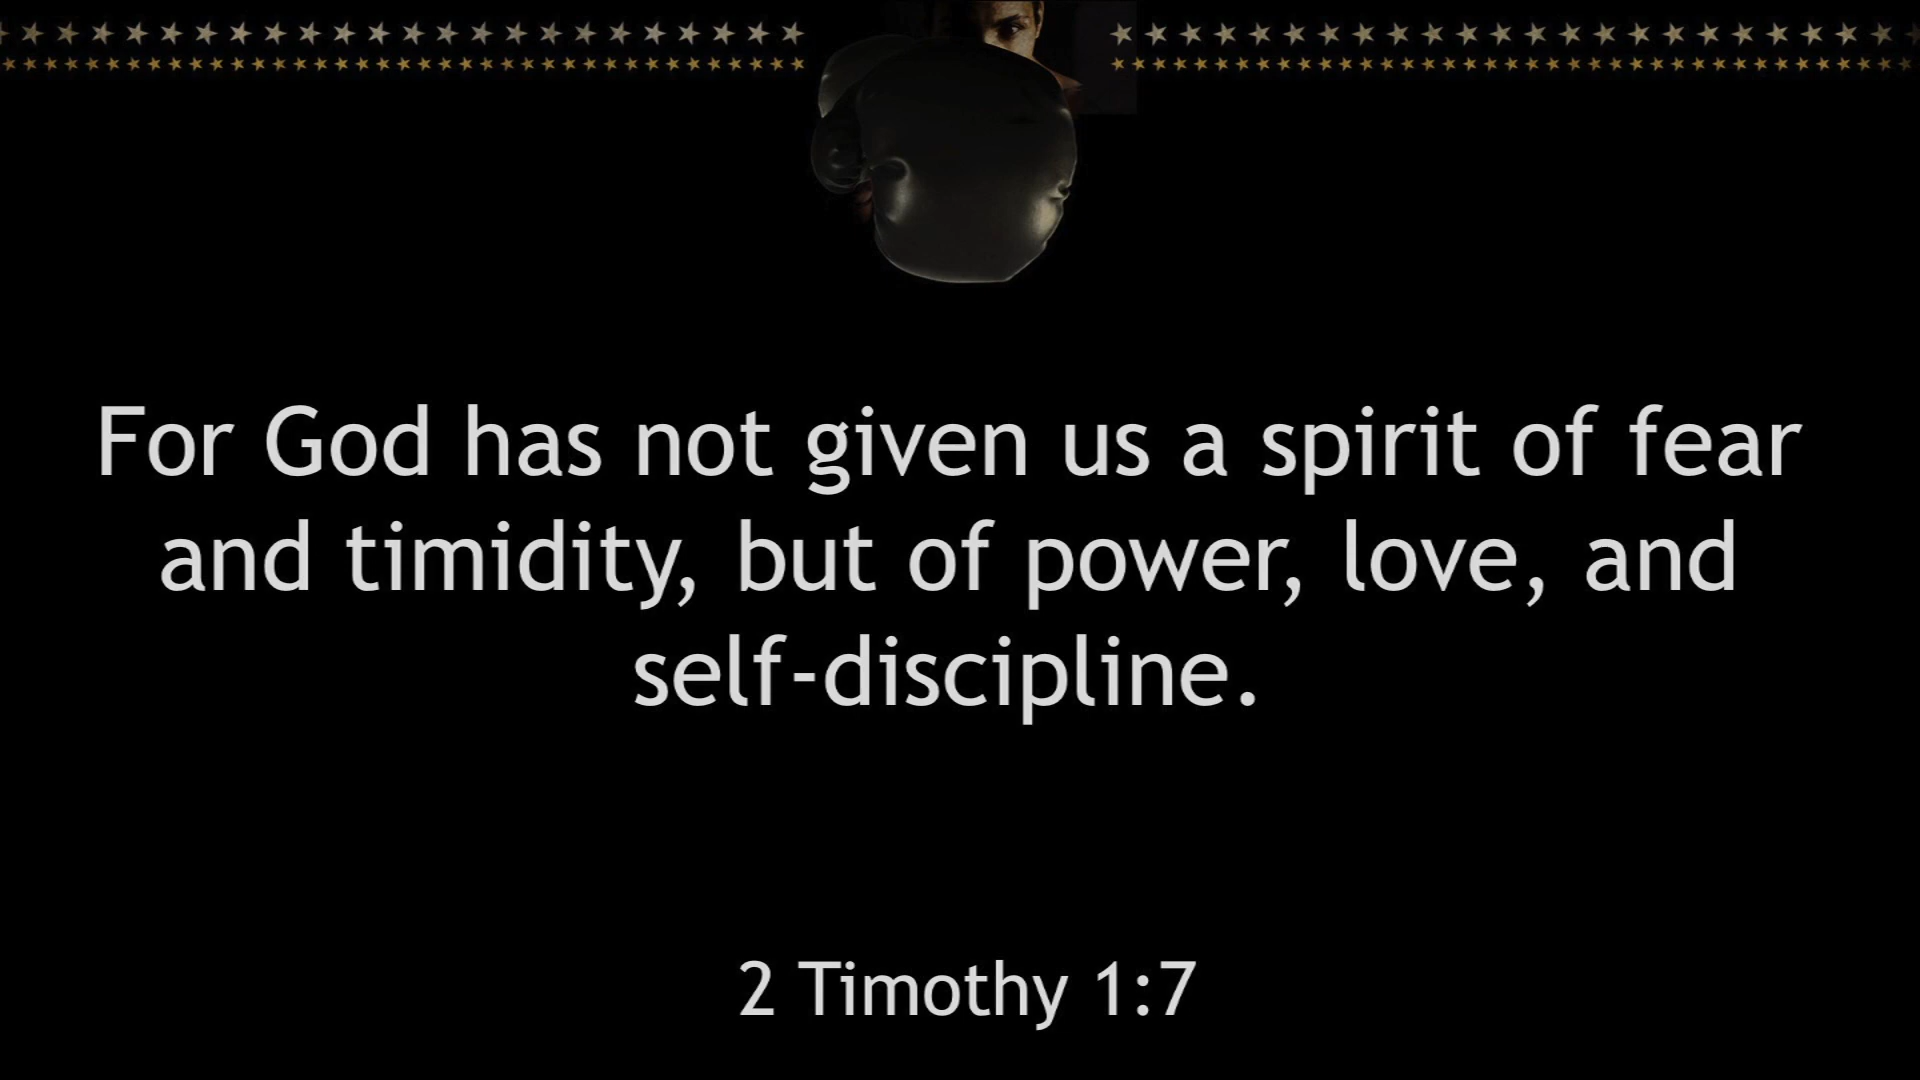 For God has not given us a spirit of fear
and timidity, but of power, love, and
self-discipline.
2 Timothy 1:7